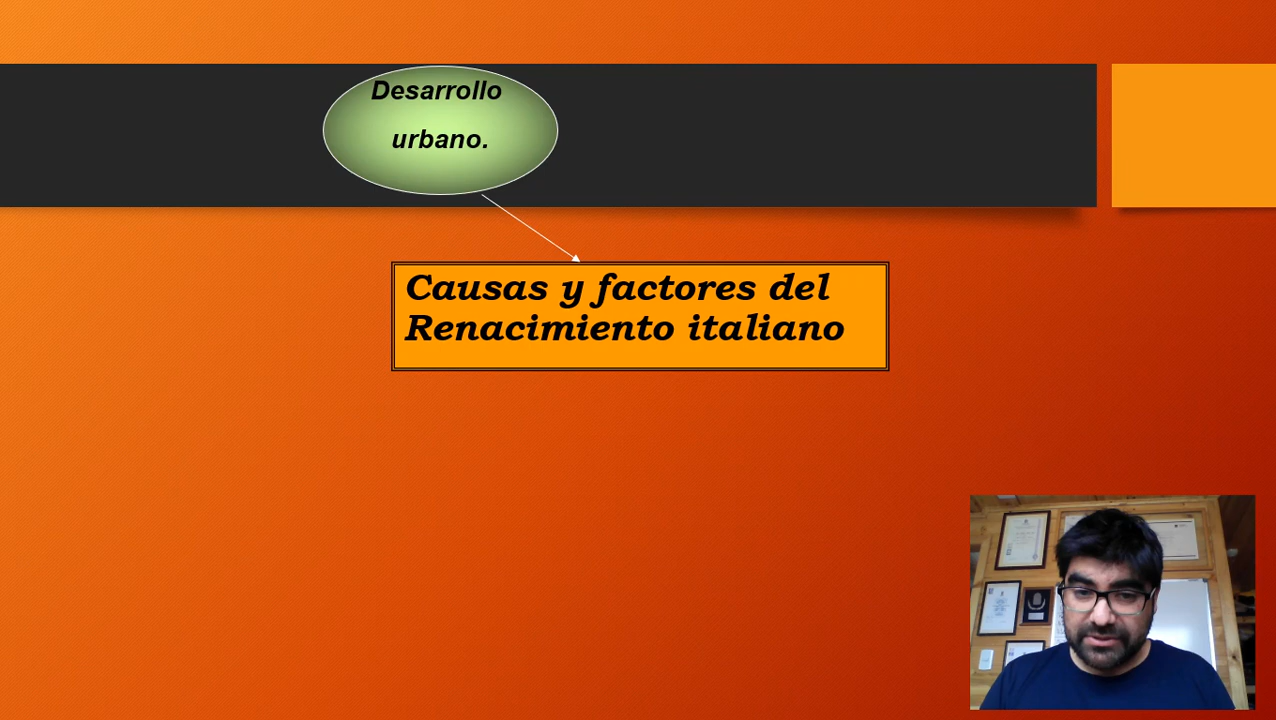 Desarrollo
urbano.
Causas y factores del
Renacimiento italiano